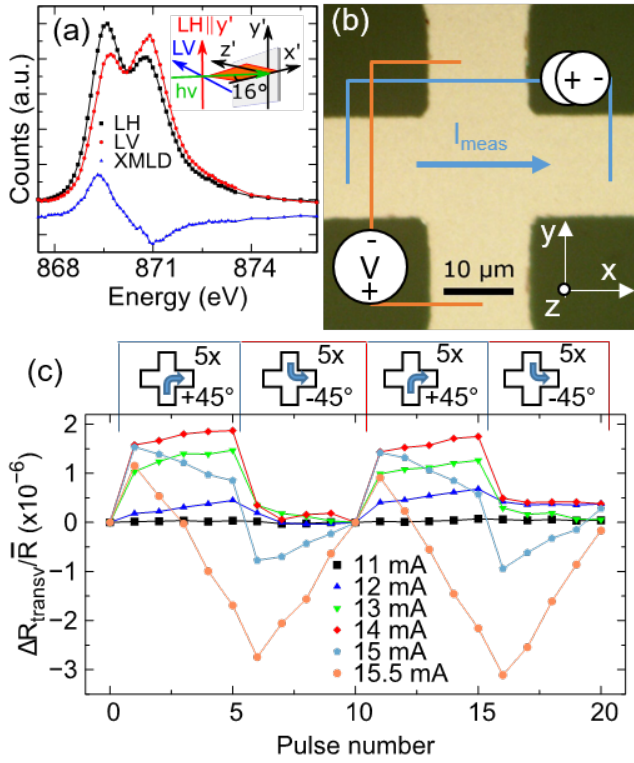 (a)
LH||y'
LV
hν
z'
y'
x'
16°
LH
LV
XMLD
Counts (a.u.)
868
871
874
Energy (eV)
(b)
+ -
I_meas
-
V
+
10 µm
y
x
z
(c)
5x
+45°
5x
-45°
5x
+45°
5x
-45°
2
1
0
-1
-2
-3
ΔR_transv/R̄ (x10⁻⁶)
11 mA
12 mA
13 mA
14 mA
15 mA
15.5 mA
0
5
10
15
20
Pulse number